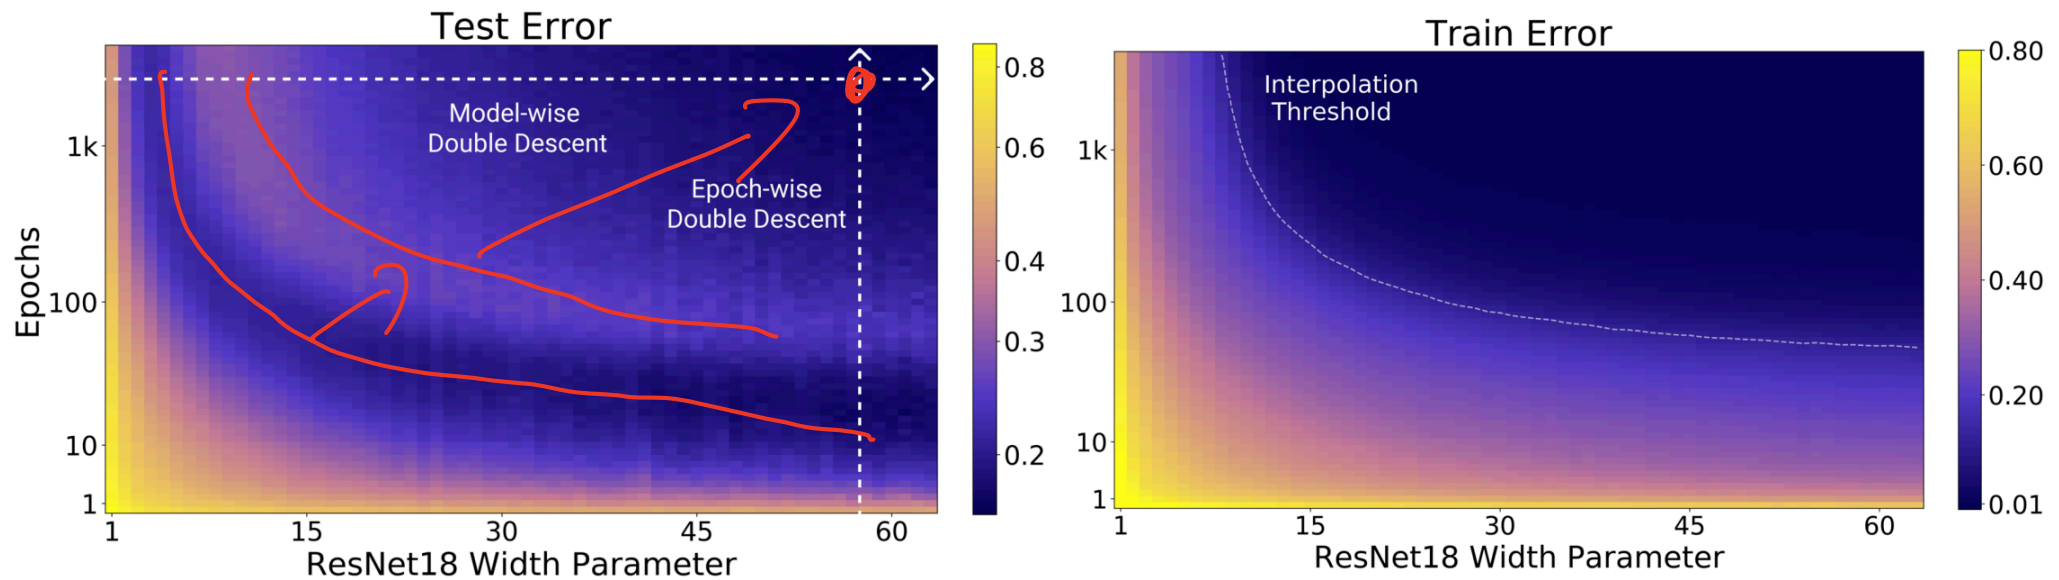 Test Error
Model-wise
Double Descent
Epoch-wise
Double Descent
Epochs
1k
100
10
1
1
15
30
45
60
ResNet18 Width Parameter
0.8
0.6
0.4
0.3
0.2
Train Error
Interpolation
Threshold
1k
100
10
1
1
15
30
45
60
ResNet18 Width Parameter
0.80
0.60
0.40
0.20
0.01